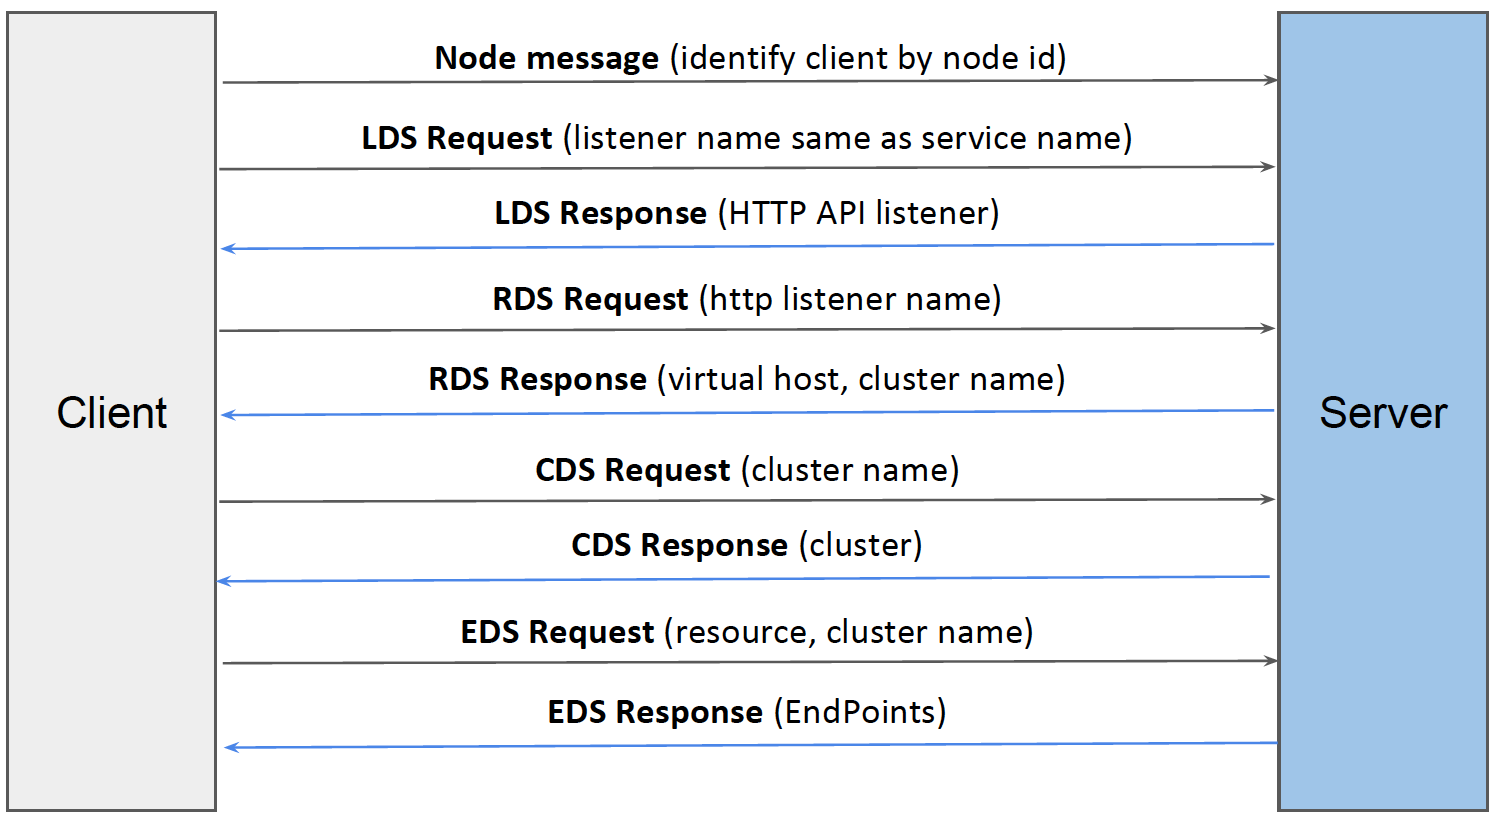 Node message (identify client by node id)
LDS Request (listener name same as service name)
LDS Response (HTTP API listener)
RDS Request (http listener name)
RDS Response (virtual host, cluster name)
Client
Server
CDS Request (cluster name)
CDS Response (cluster)
EDS Request (resource, cluster name)
EDS Response (EndPoints)